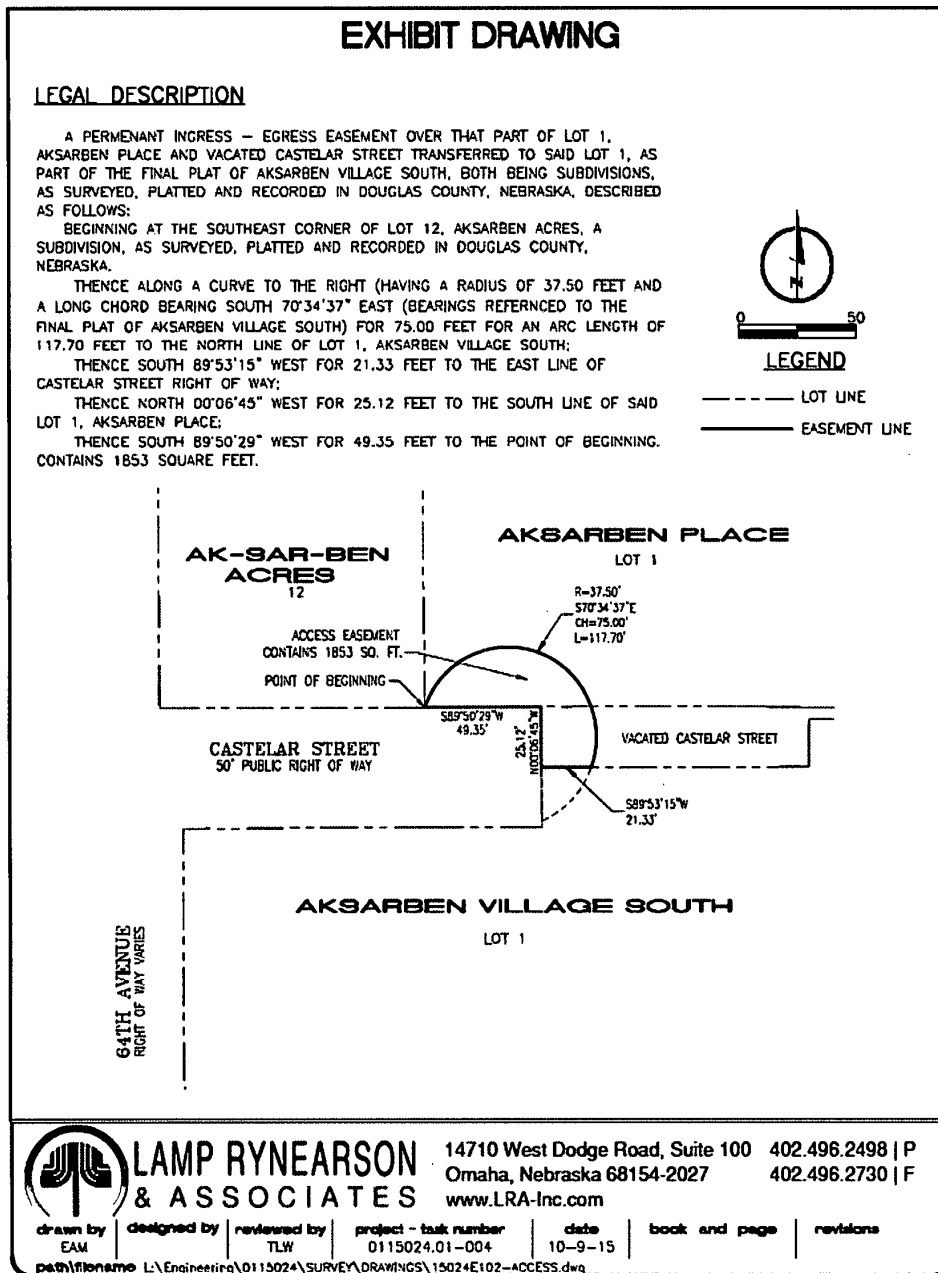 EXHIBIT DRAWING
LEGAL DESCRIPTION
A PERMENANT INGRESS – EGRESS EASEMENT OVER THAT PART OF LOT 1,
AKSARBEN PLACE AND VACATED CASTELAR STREET TRANSFERRED TO SAID LOT 1, AS
PART OF THE FINAL PLAT OF AKSARBEN VILLAGE SOUTH, BOTH BEING SUBDIVISIONS,
AS SURVEYED, PLATTED AND RECORDED IN DOUGLAS COUNTY, NEBRASKA, DESCRIBED
AS FOLLOWS:
BEGINNING AT THE SOUTHEAST CORNER OF LOT 12, AKSARBEN ACRES, A
SUBDIVISION, AS SURVEYED, PLATTED AND RECORDED IN DOUGLAS COUNTY,
NEBRASKA.
THENCE ALONG A CURVE TO THE RIGHT (HAVING A RADIUS OF 37.50 FEET AND
A LONG CHORD BEARING SOUTH 70°34'37" EAST (BEARINGS REFERNCED TO THE
FINAL PLAT OF AKSARBEN VILLAGE SOUTH) FOR 75.00 FEET FOR AN ARC LENGTH OF
117.70 FEET TO THE NORTH LINE OF LOT 1, AKSARBEN VILLAGE SOUTH;
THENCE SOUTH 89°53'15" WEST FOR 21.33 FEET TO THE EAST LINE OF
CASTELAR STREET RIGHT OF WAY;
THENCE NORTH 00°06'45" WEST FOR 25.12 FEET TO THE SOUTH LINE OF SAID
LOT 1, AKSARBEN PLACE;
THENCE SOUTH 89°50'29" WEST FOR 49.35 FEET TO THE POINT OF BEGINNING.
CONTAINS 1853 SQUARE FEET.
N
0 50
LEGEND
LOT LINE
EASEMENT LINE
AK-SAR-BEN
ACRES
12
AKSARBEN PLACE
LOT 1
R=37.50'
S70°34'37"E
CH=75.00'
L=117.70'
ACCESS EASEMENT
CONTAINS 1853 SQ. FT.
POINT OF BEGINNING
S89°50'29"W
49.35'
25.12'
N00°06'45"W
CASTELAR STREET
50' PUBLIC RIGHT OF WAY
VACATED CASTELAR STREET
S89°53'15"W
21.33'
AKSARBEN VILLAGE SOUTH
LOT 1
64TH AVENUE
RIGHT OF WAY VARIES
LAMP RYNEARSON
& ASSOCIATES
14710 West Dodge Road, Suite 100 402.496.2498 | P
Omaha, Nebraska 68154-2027 402.496.2730 | F
www.LRA-Inc.com
drawn by designed by reviewed by project - task number date book and page revisions
EAM TLW 0115024.01-004 10-9-15
path\filename L:\Engineering\0115024\SURVEY\DRAWINGS\15024E102-ACCESS.dwg